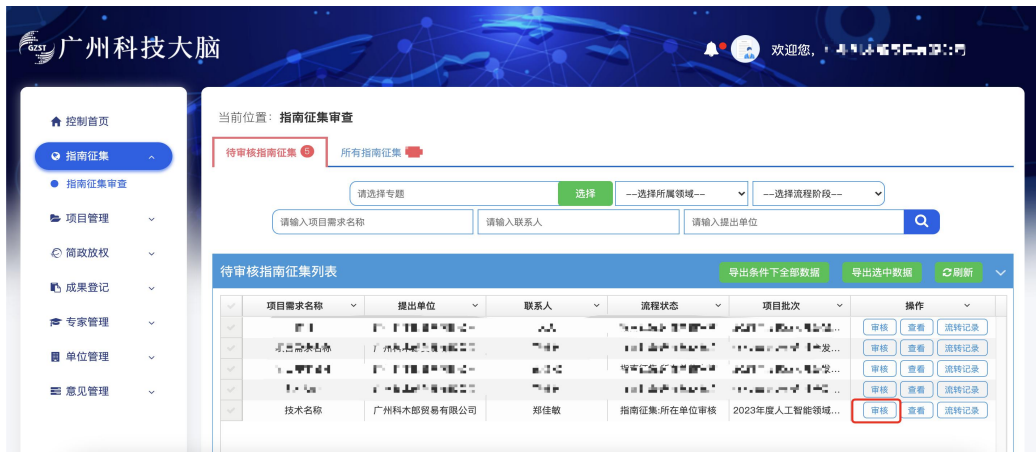 GZST 广州科技大脑
欢迎您,
控制首页
指南征集
指南征集审查
项目管理
简政放权
成果登记
专家管理
单位管理
意见管理
当前位置: 指南征集审查
待审核指南征集 5 所有指南征集
请选择专题 选择 --选择所属领域-- --选择流程阶段--
请输入项目需求名称 请输入联系人 请输入提出单位
待审核指南征集列表 导出条件下全部数据 导出选中数据 刷新
项目需求名称 提出单位 联系人 流程状态 项目批次 操作
审核 查看 流转记录
审核 查看 流转记录
审核 查看 流转记录
审核 查看 流转记录
技术名称 广州科木部贸易有限公司 郑佳敏 指南征集:所在单位审核 2023年度人工智能领域... 审核 查看 流转记录